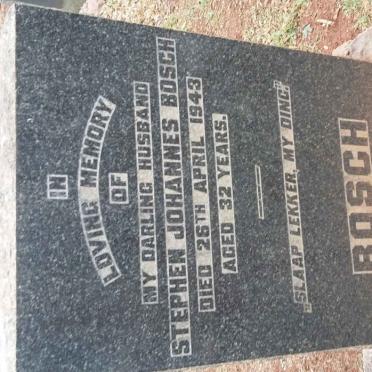 IN
LOVING MEMORY
OF
MY DARLING HUSBAND
STEPHEN JOHANNES BOSCH
DIED 26TH APRIL 1943
AGED 32 YEARS.
"SLAAP LEKKER, MY DING"
BOSCH